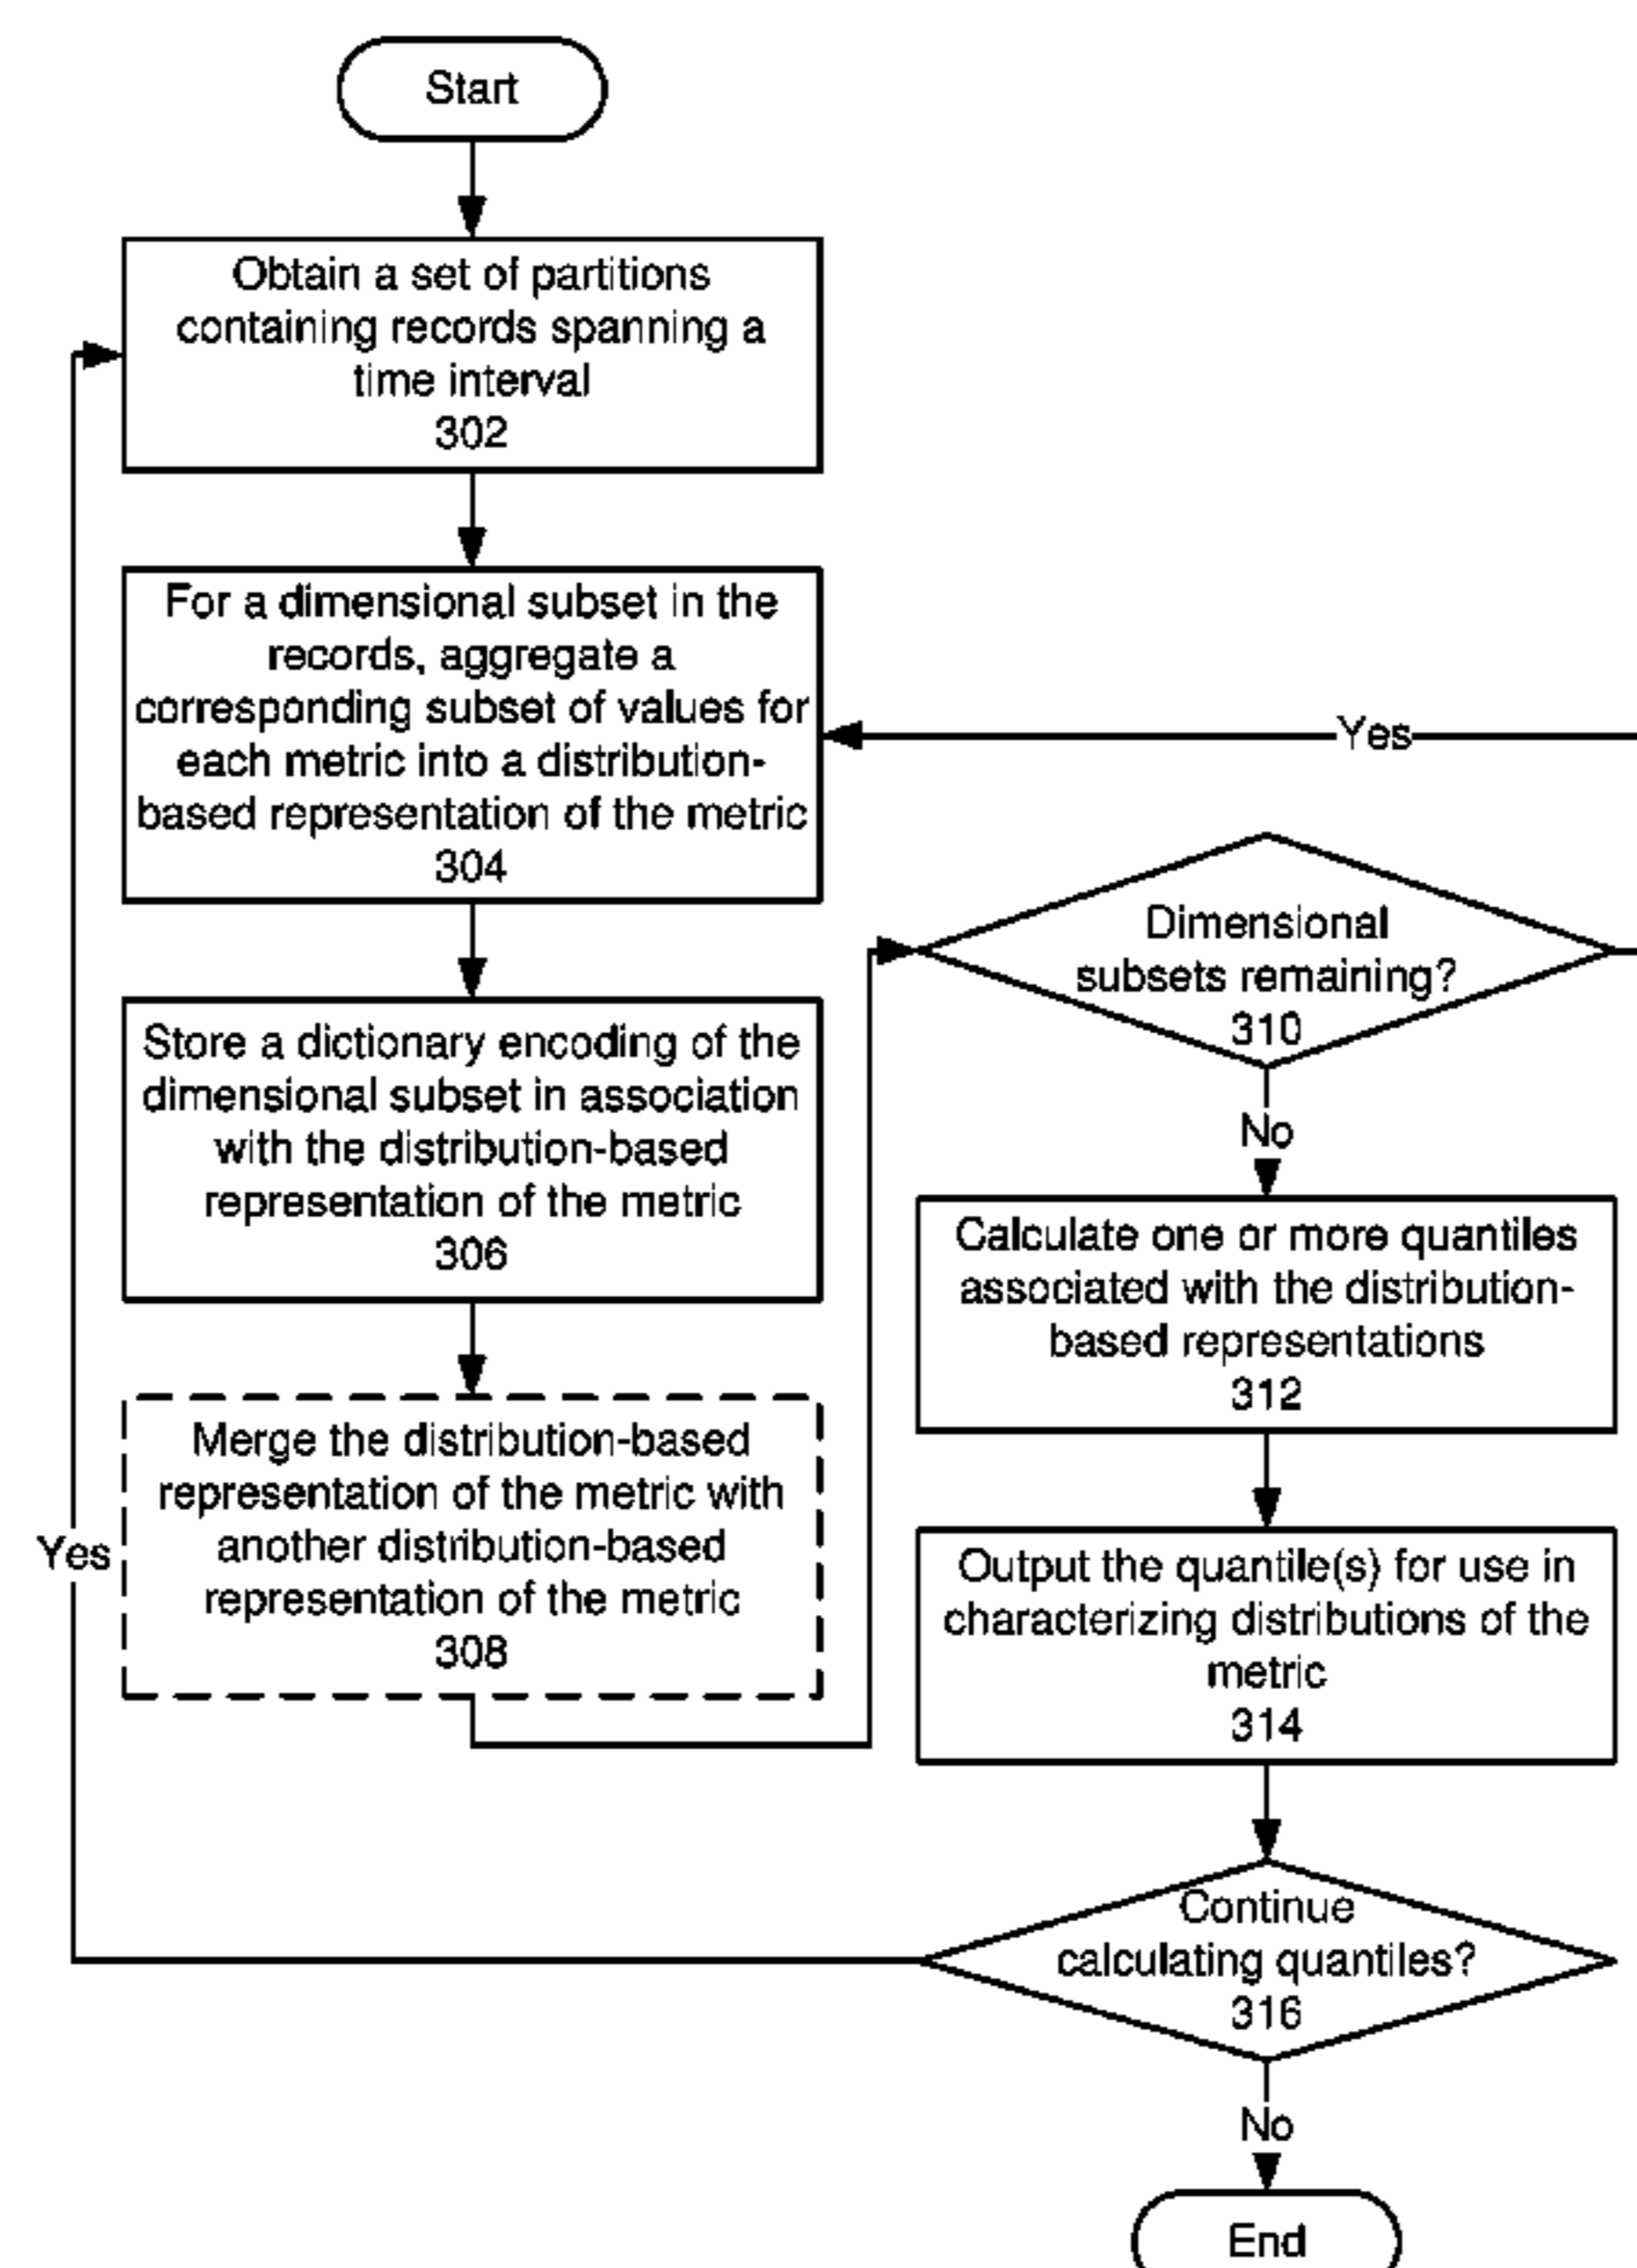 Start
Obtain a set of partitions
containing records spanning a
time interval
302
For a dimensional subset in the
records, aggregate a
corresponding subset of values for
each metric into a distribution-
based representation of the metric
304
Store a dictionary encoding of the
dimensional subset in association
with the distribution-based
representation of the metric
306
Merge the distribution-based
representation of the metric with
another distribution-based
representation of the metric
308
Yes
Yes
Dimensional
subsets remaining?
310
No
Calculate one or more quantiles
associated with the distribution-
based representations
312
Output the quantile(s) for use in
characterizing distributions of the
metric
314
Continue
calculating quantiles?
316
No
End